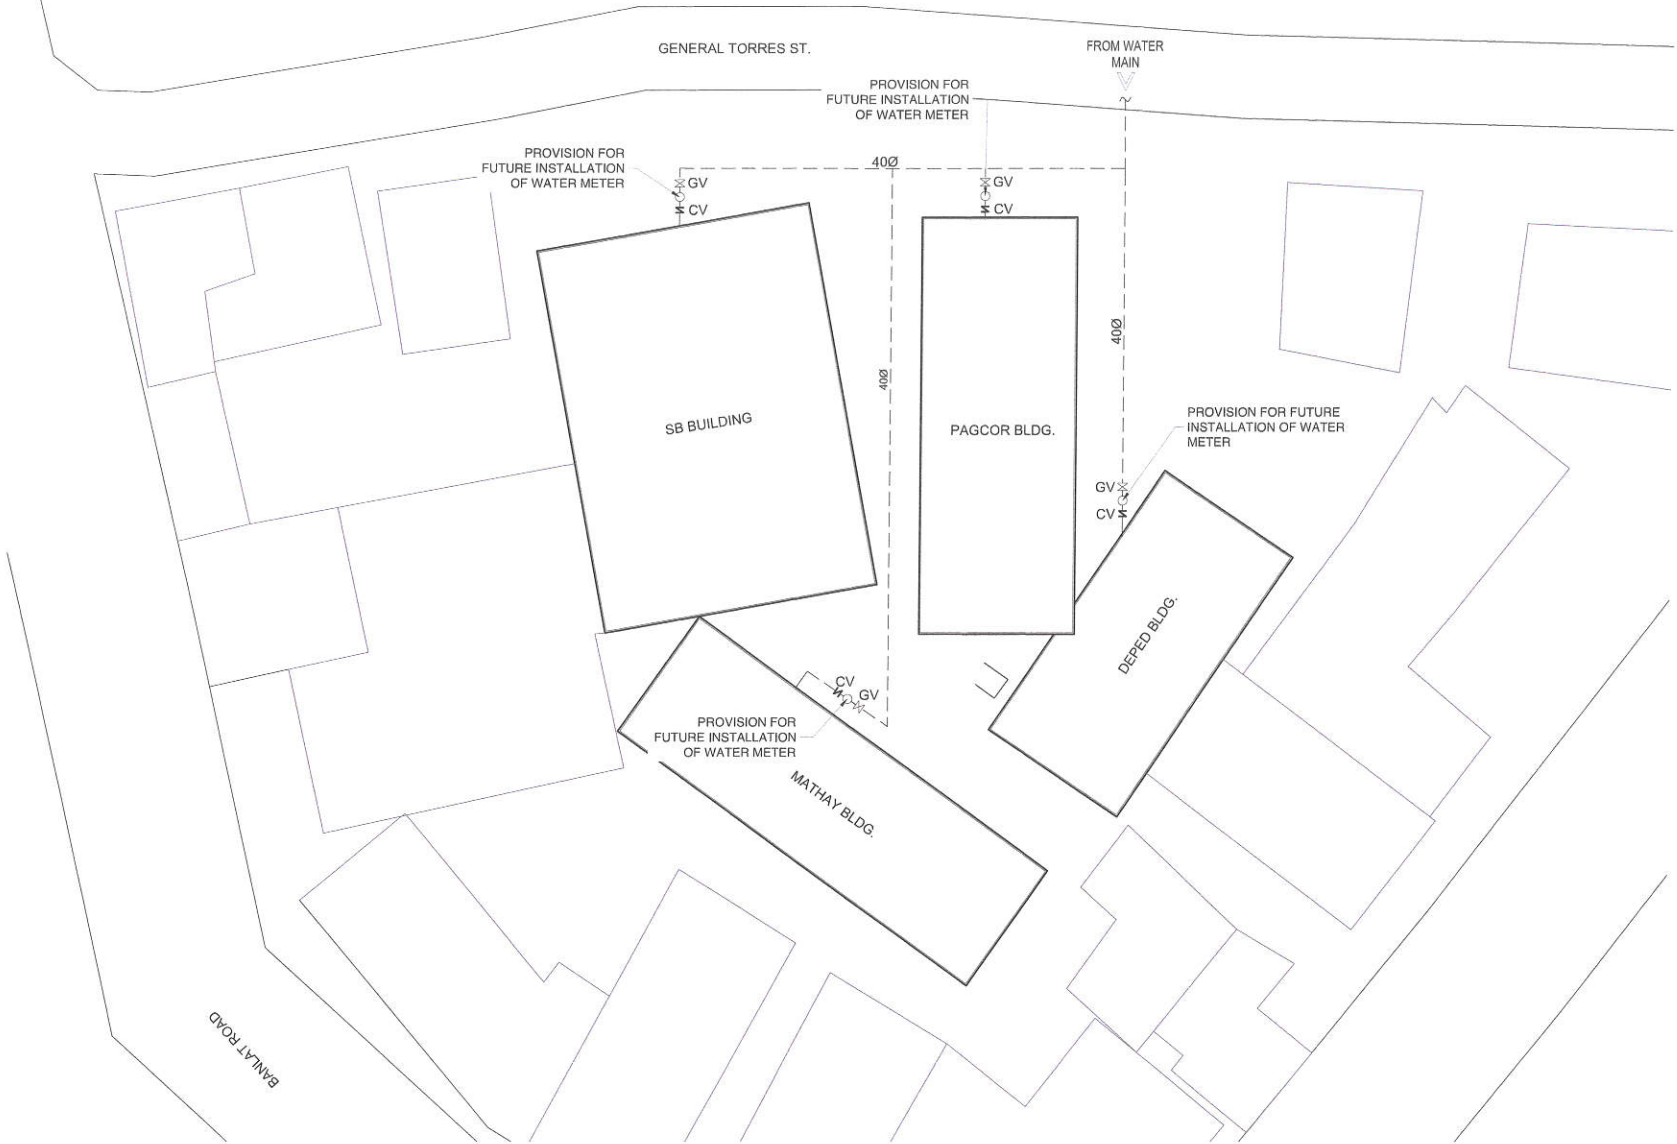 GENERAL TORRES ST.
FROM WATER
MAIN
PROVISION FOR
FUTURE INSTALLATION
OF WATER METER
PROVISION FOR
FUTURE INSTALLATION
OF WATER METER
40Ø
GV
CV
GV
CV
40Ø
40Ø
SB BUILDING
PAGCOR BLDG.
PROVISION FOR FUTURE
INSTALLATION OF WATER
METER
GV
CV
DEPED BLDG.
CV
GV
PROVISION FOR
FUTURE INSTALLATION
OF WATER METER
MATHAY BLDG.
BANLAT ROAD